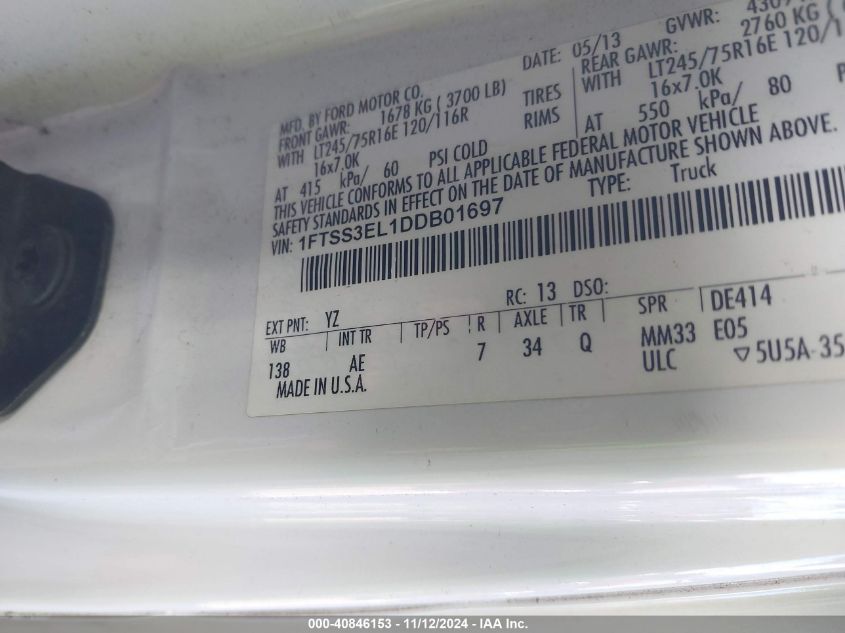 MFD. BY FORD MOTOR CO. DATE: 05/13 GVWR:
FRONT GAWR: 1678 KG ( 3700 LB) REAR GAWR: 2760 KG (
WITH LT245/75R16E 120/116R TIRES WITH LT245/75R16E 120/1
16x7.0K RIMS 16x7.0K
AT 415 kPa/ 60 PSI COLD AT 550 kPa/ 80
THIS VEHICLE CONFORMS TO ALL APPLICABLE FEDERAL MOTOR VEHICLE
SAFETY STANDARDS IN EFFECT ON THE DATE OF MANUFACTURE SHOWN ABOVE.
VIN: 1FTSS3EL1DDB01697 TYPE: Truck
EXT PNT: YZ RC: 13 DSO:
WB INT TR TP/PS R AXLE TR SPR DE414
138 AE 7 34 Q MM33 E05
MADE IN U.S.A. ULC ▽5U5A-35
000-40846153 - 11/12/2024 - IAA Inc.